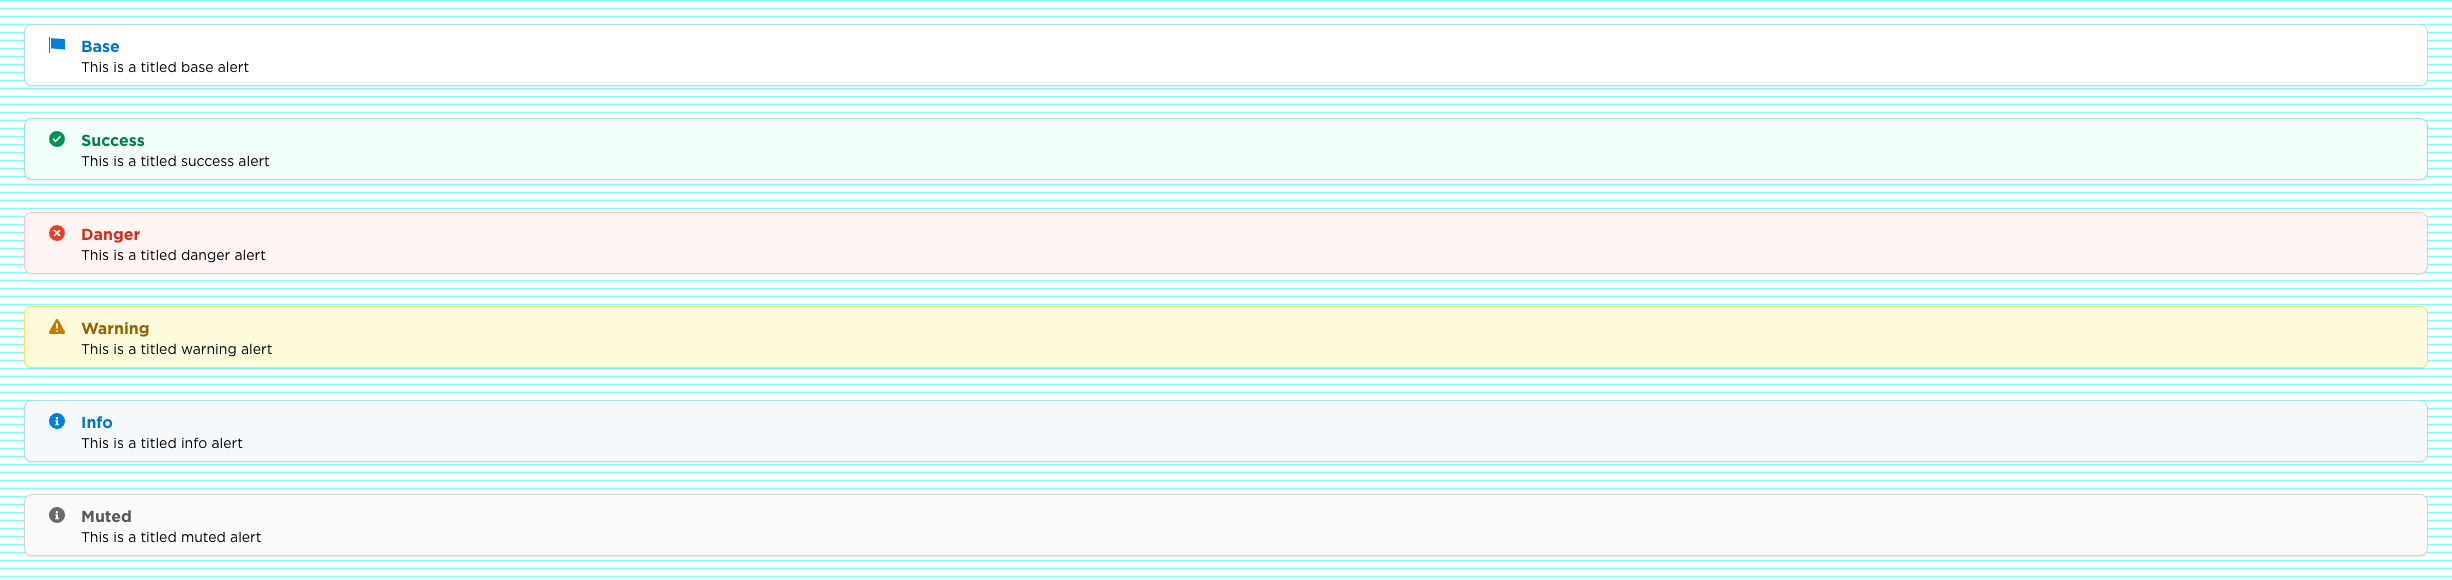 Base
This is a titled base alert
Success
This is a titled success alert
Danger
This is a titled danger alert
Warning
This is a titled warning alert
Info
This is a titled info alert
Muted
This is a titled muted alert